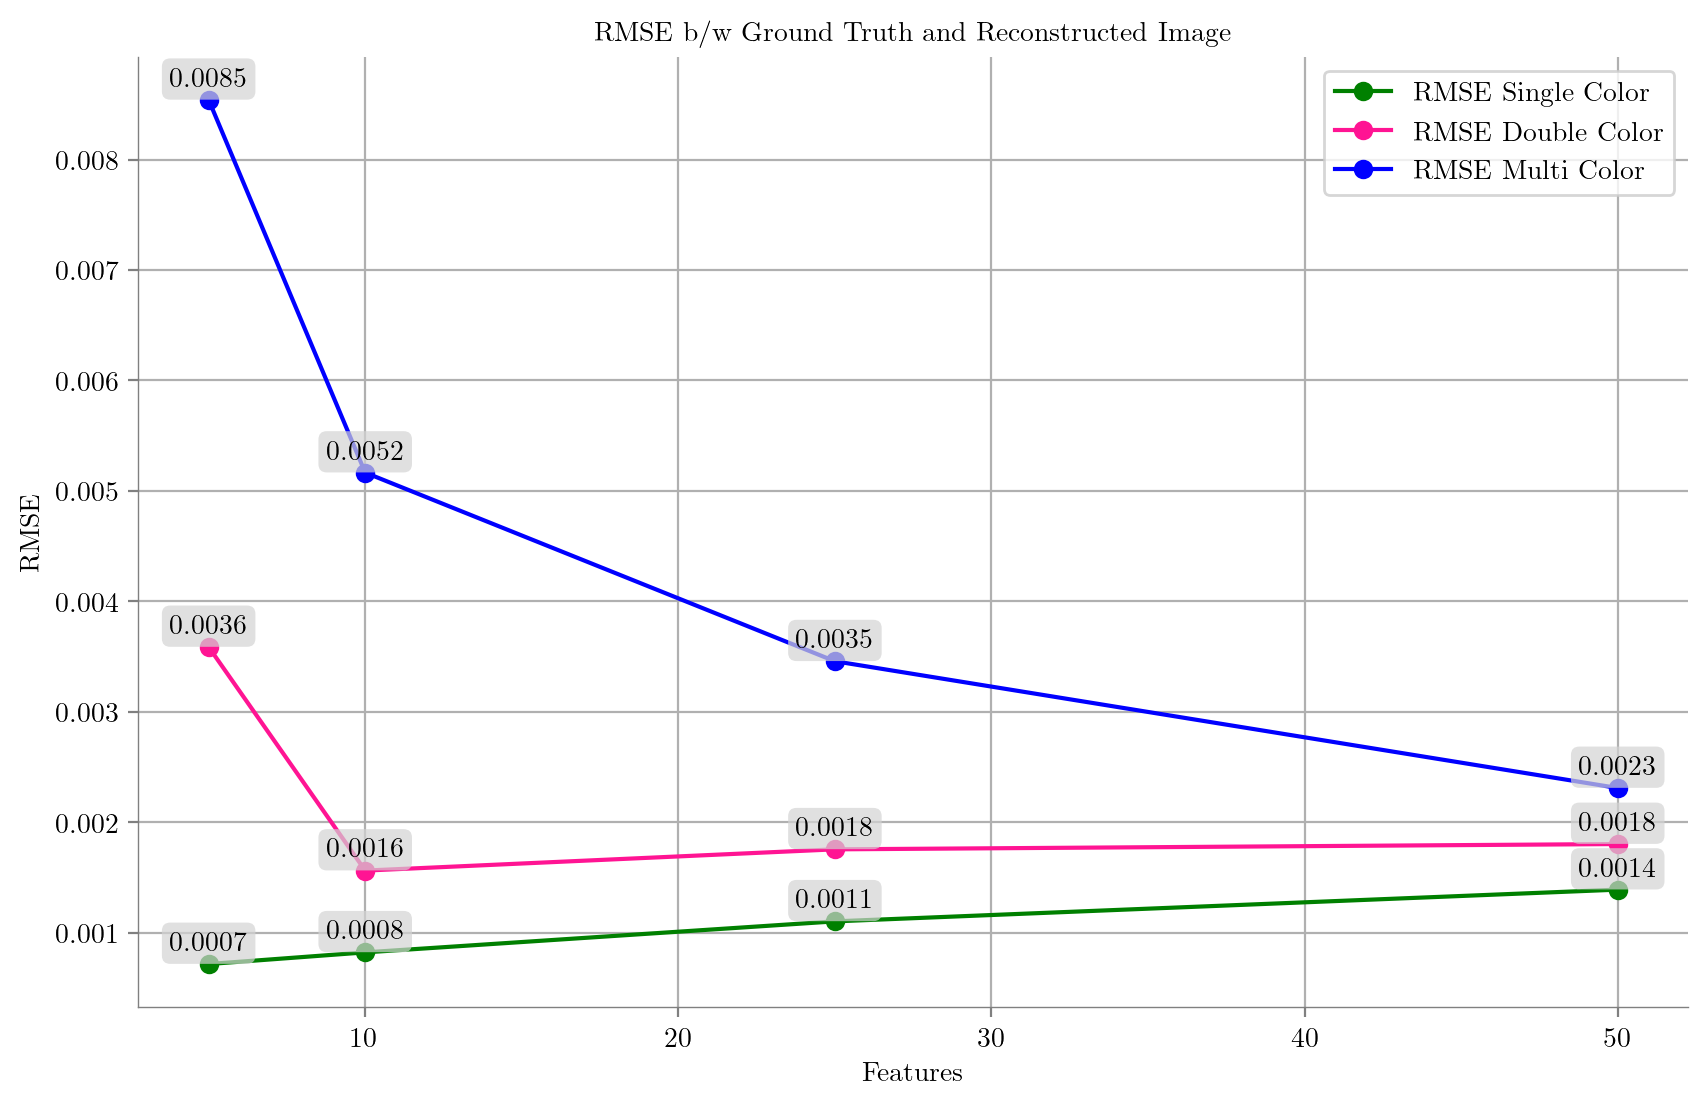 RMSE b/w Ground Truth and Reconstructed Image
RMSE Single Color
RMSE Double Color
RMSE Multi Color
0.0085
0.0052
0.0035
0.0023
0.0036
0.0016
0.0018
0.0018
0.0007
0.0008
0.0011
0.0014
0.008
0.007
0.006
0.005
0.004
0.003
0.002
0.001
RMSE
10 20 30 40 50
Features